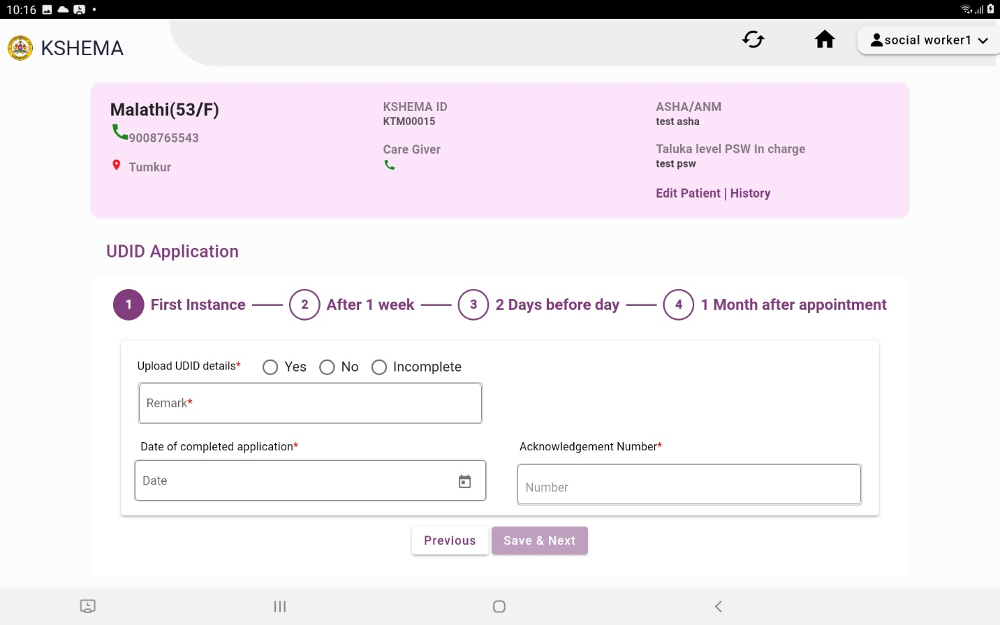 10:16
KSHEMA
social worker1
Malathi(53/F)
9008765543
Tumkur
KSHEMA ID
KTM00015
Care Giver
ASHA/ANM
test asha
Taluka level PSW In charge
test psw
Edit Patient | History
UDID Application
1 First Instance 2 After 1 week 3 2 Days before day 4 1 Month after appointment
Upload UDID details* Yes No Incomplete
Remark*
Date of completed application*
Date
Acknowledgement Number*
Number
Previous Save & Next